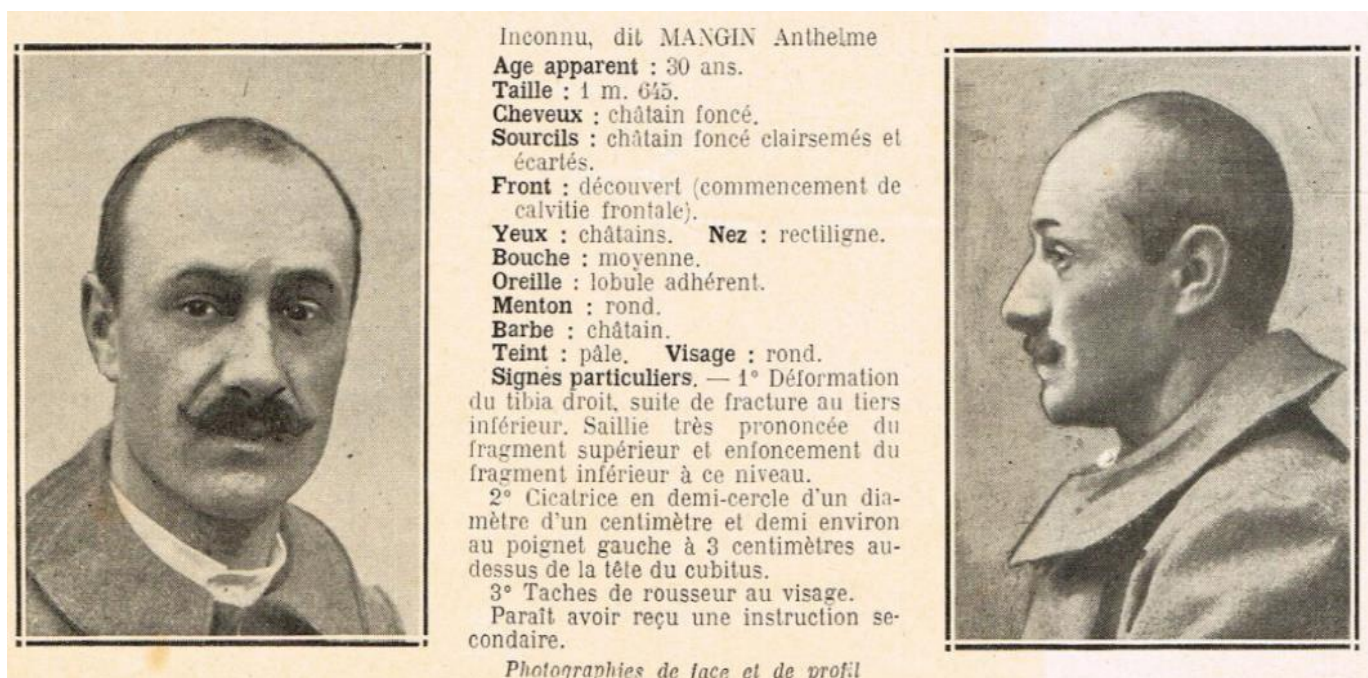 Inconnu, dit MANGIN Anthelme
Age apparent : 30 ans.
Taille : 1 m. 645.
Cheveux : châtain foncé.
Sourcils : châtain foncé clairsemés et
écartés.
Front : découvert (commencement de
calvitie frontale).
Yeux : châtains. Nez : rectiligne.
Bouche : moyenne.
Oreille : lobule adhérent.
Menton : rond.
Barbe : châtain.
Teint : pâle. Visage : rond.
Signes particuliers. — 1° Déformation
du tibia droit, suite de fracture au tiers
inférieur. Saillie très prononcée du
fragment supérieur et enfoncement du
fragment inférieur à ce niveau.
2° Cicatrice en demi-cercle d'un dia-
mètre d'un centimètre et demi environ
au poignet gauche à 3 centimètres au-
dessus de la tête du cubitus.
3° Taches de rousseur au visage.
Paraît avoir reçu une instruction se-
condaire.
Photographies de face et de profil